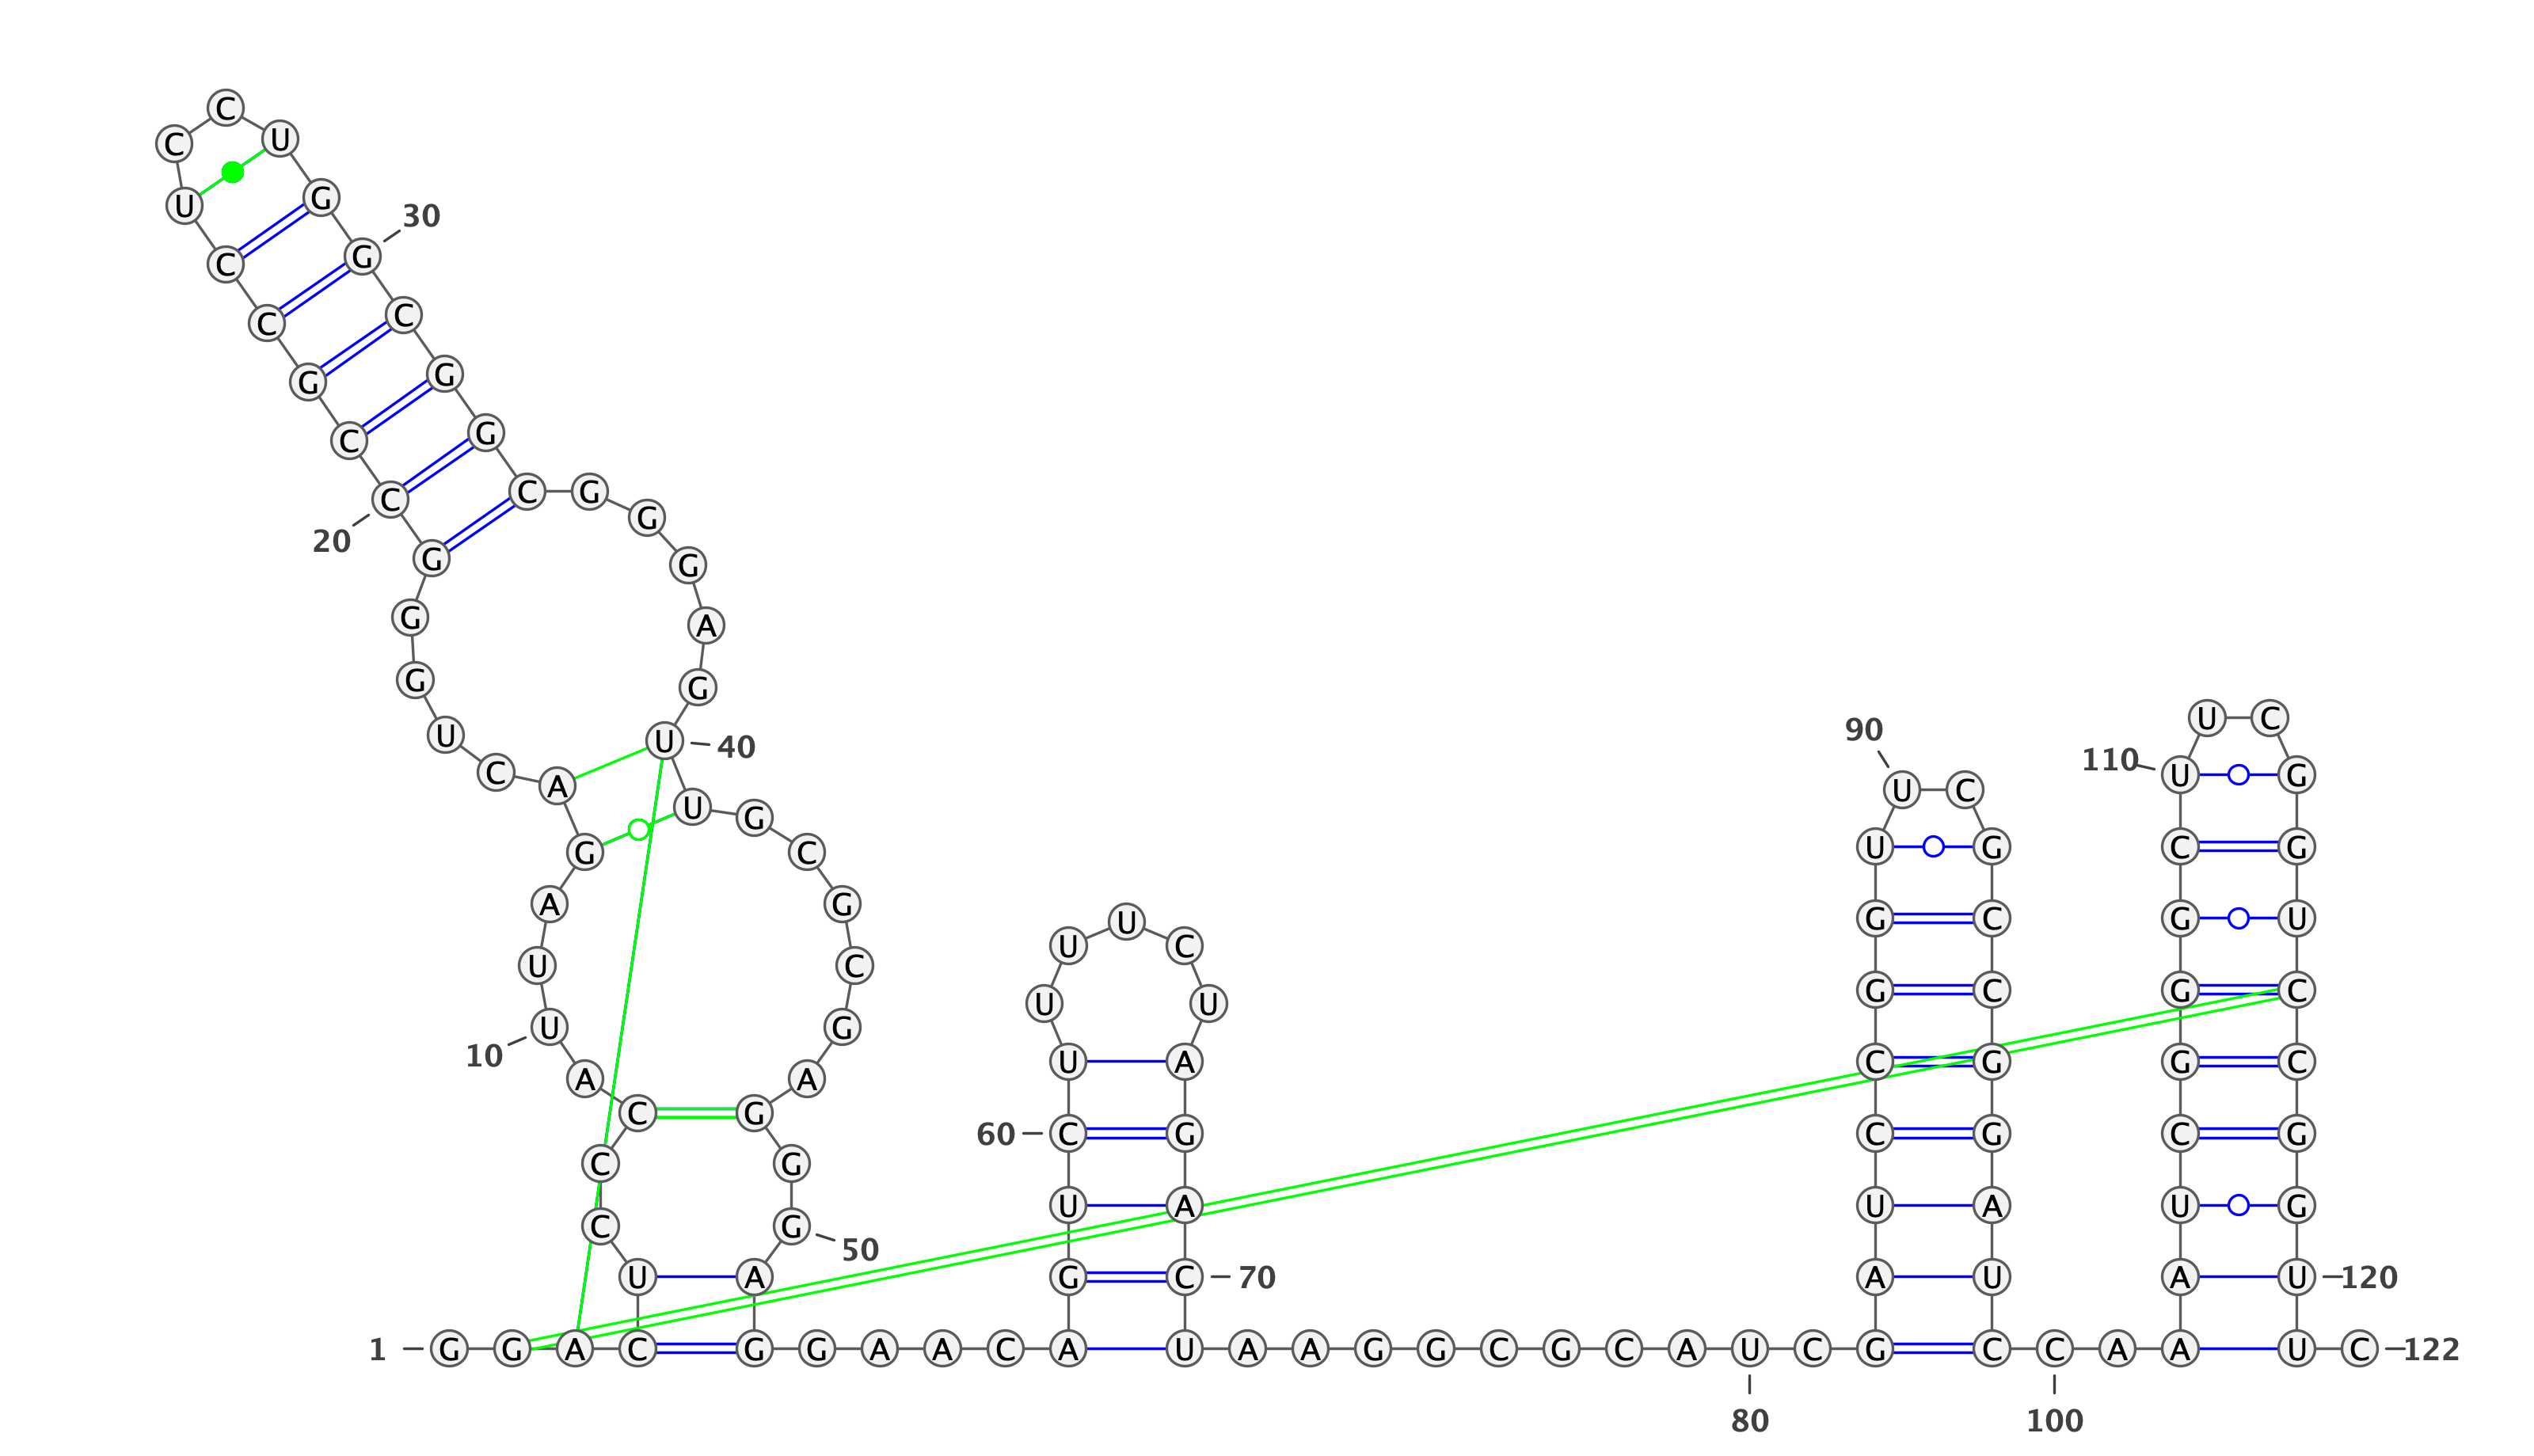 C
C U
U G 30
C G
C C
G G
C G
C C G
20 G
G G
G A
G G U C
U U 40 90 110 U G
C A U C
U G
G C U G C G
A G U G C G U
U C U C G C G C
U G U U
10 A A U A C G G C
C G 60 C G C G C G
C G
C G U A U A U G
50
U A G C 70 A U A U 120
1 G G A C G G A A C A U A A G G C G C A U C G C C A A U C 122
80 100